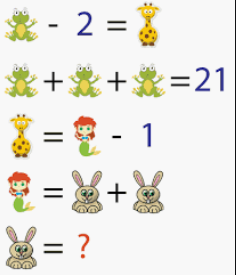 - 2 =
+ + = 21
= - 1
= +
= ?